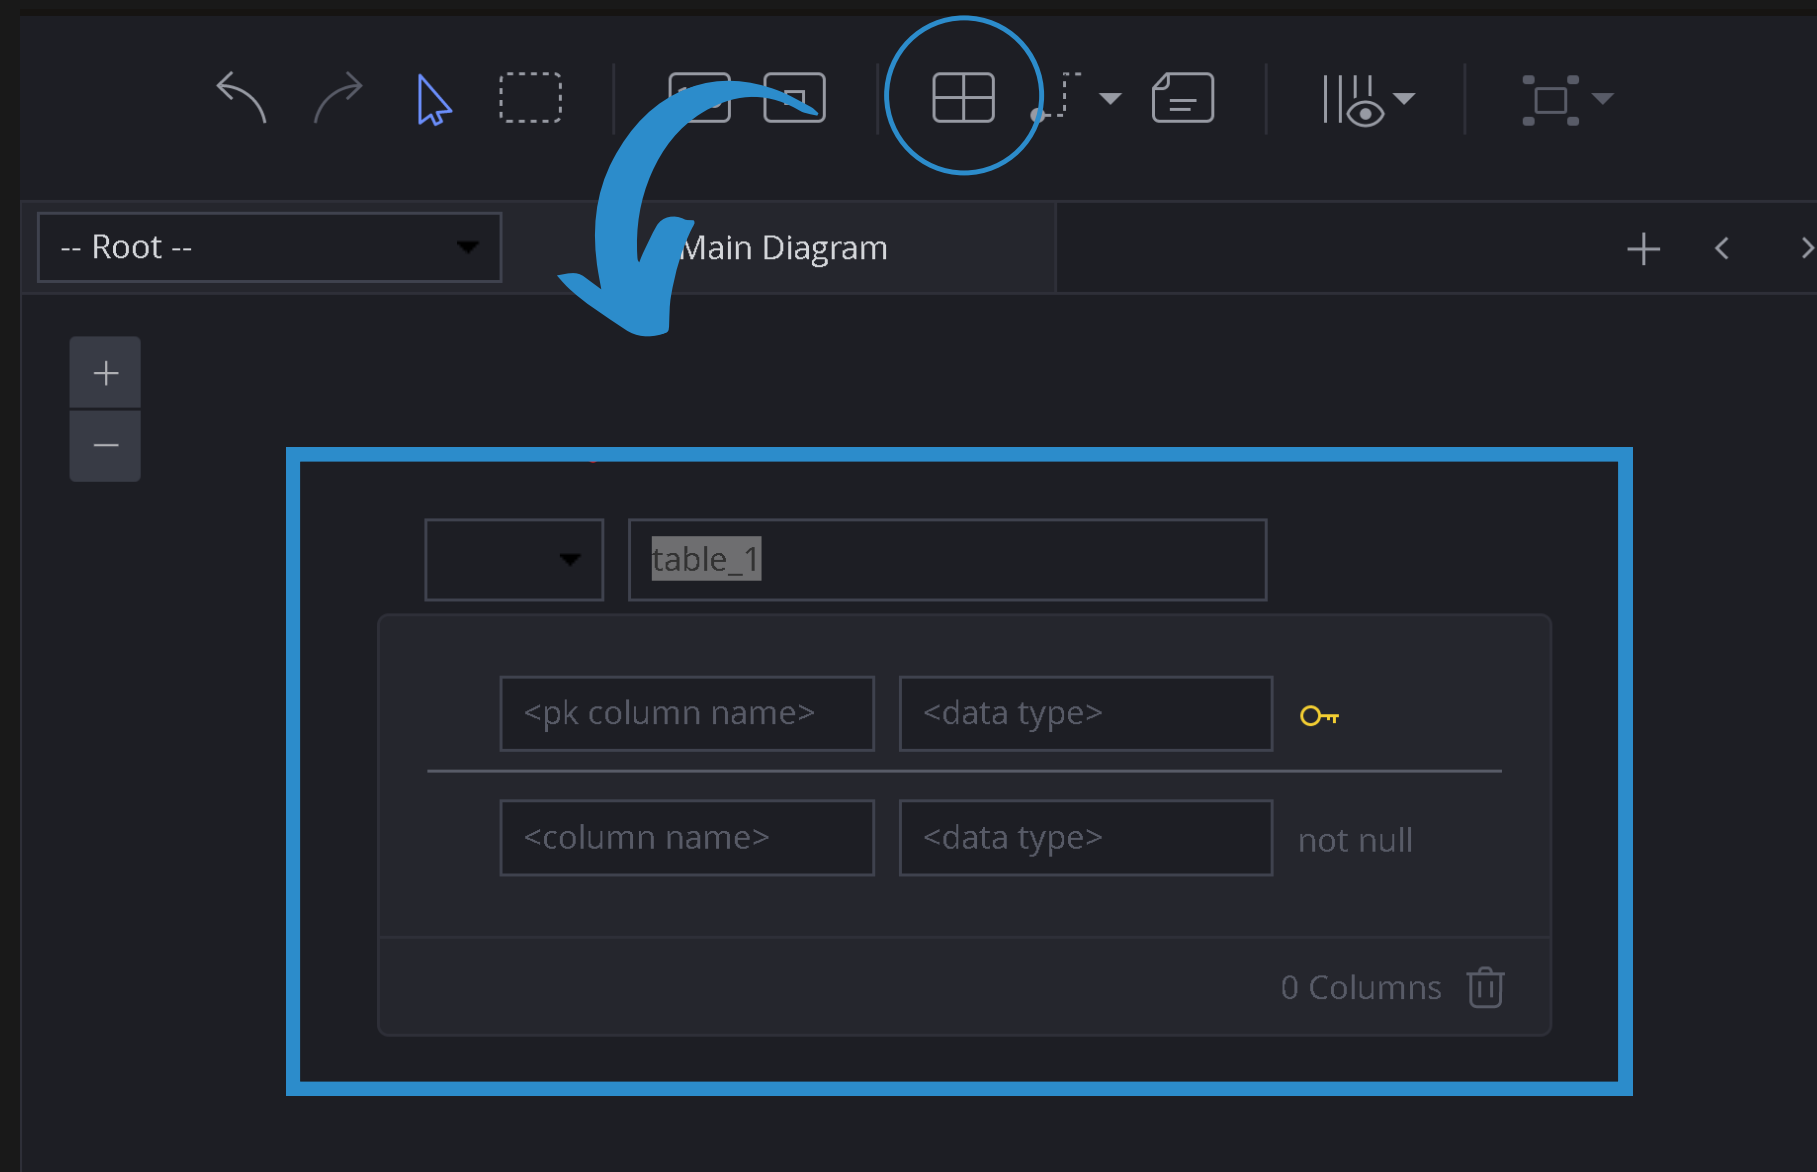 -- Root --
Main Diagram
table_1
<pk column name>
<data type>
<column name>
<data type>
not null
0 Columns